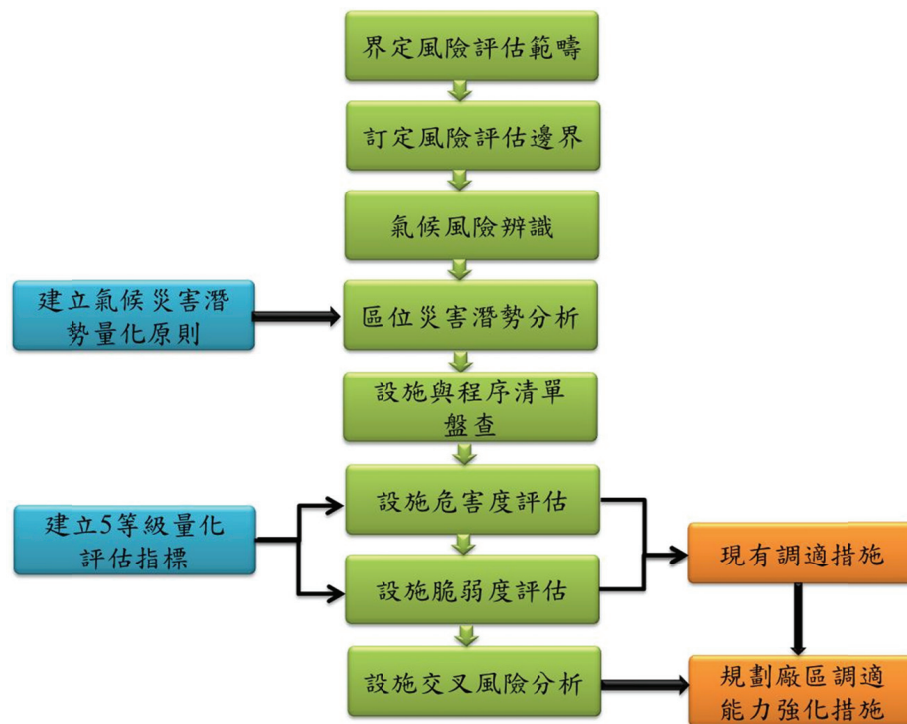 界定風險評估範疇
訂定風險評估邊界
氣候風險辨識
建立氣候災害潛
勢量化原則
區位災害潛勢分析
設施與程序清單
盤查
設施危害度評估
建立5等級量化
評估指標
現有調適措施
設施脆弱度評估
設施交叉風險分析
規劃廠區調適
能力強化措施